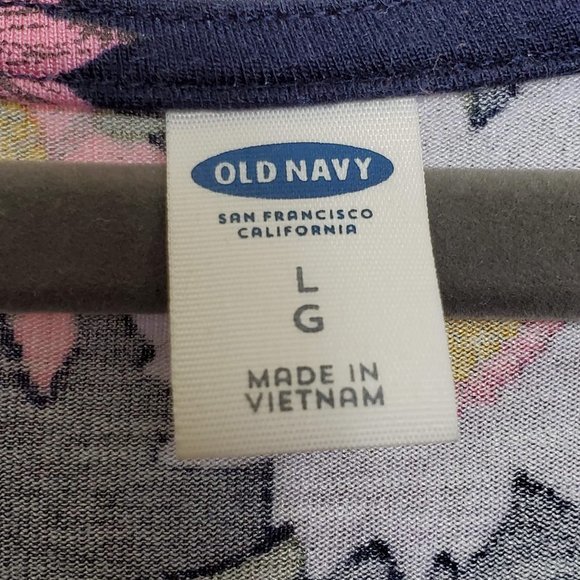 OLD NAVY
SAN FRANCISCO
CALIFORNIA
L
G
MADE IN
VIETNAM